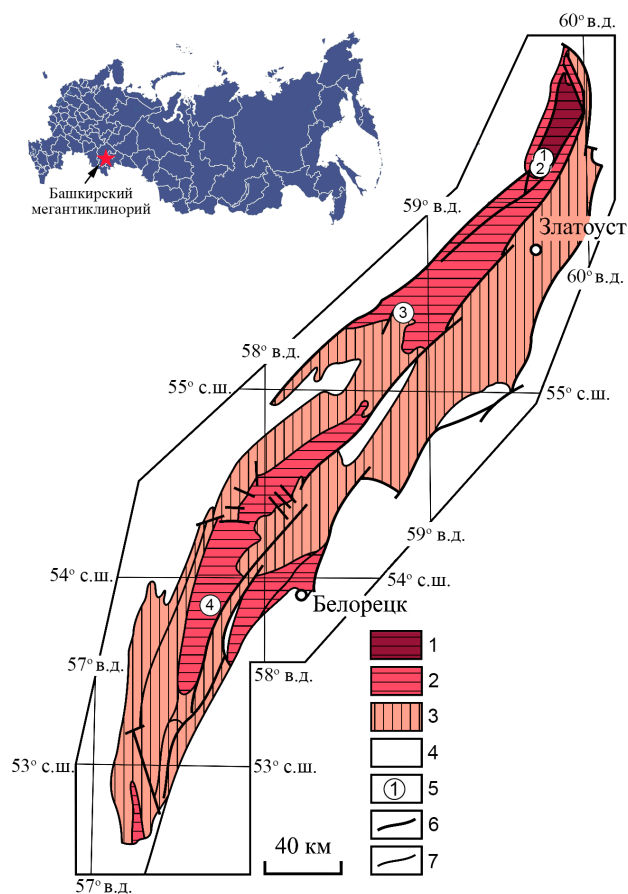 60° в.д.
Башкирский
мегантиклинорий
1
2
59° в.д.
Златоуст
60° в.д.
3
58° в.д.
55° с.ш.
55° с.ш.
59° в.д.
54° с.ш.
54° с.ш.
4
Белорецк
57° в.д.
58° в.д.
1
2
3
53° с.ш.
53° с.ш.
4
1
5
6
40 км
7
57° в.д.